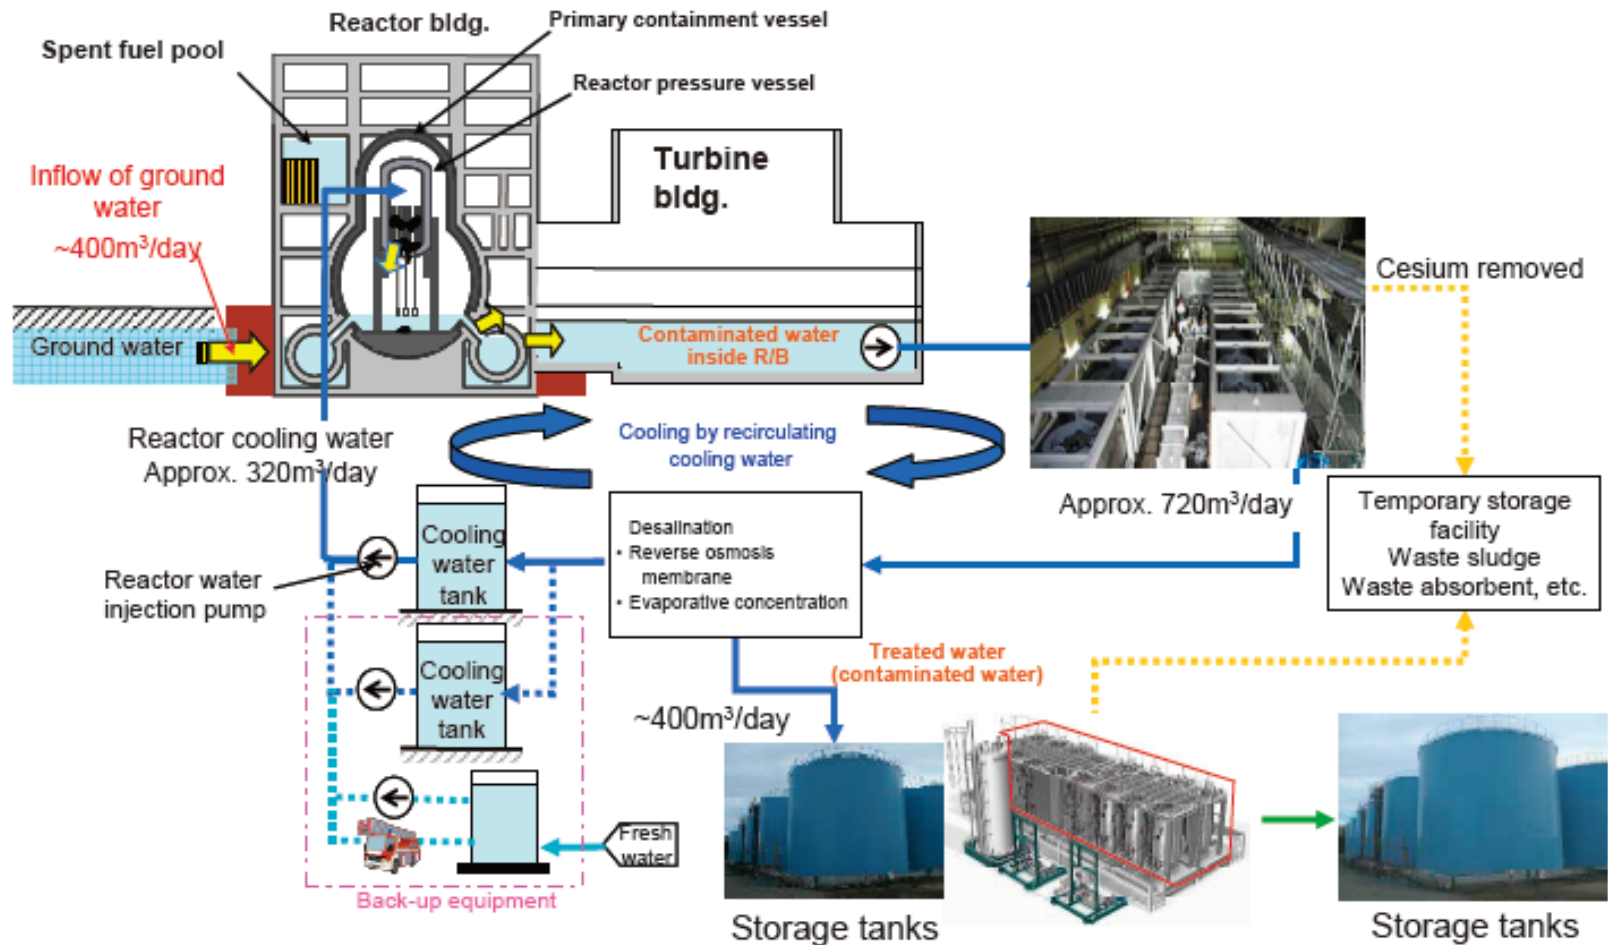 Reactor bldg.
Primary containment vessel
Spent fuel pool
Reactor pressure vessel
Turbine
bldg.
Inflow of ground
water
~400m³/day
Ground water
Contaminated water
inside R/B
Cesium removed
Reactor cooling water
Approx. 320m³/day
Cooling by recirculating
cooling water
Approx. 720m³/day
Temporary storage
facility
Waste sludge
Waste absorbent, etc.
Cooling
water
tank
Desalination
• Reverse osmosis
membrane
• Evaporative concentration
Reactor water
injection pump
Cooling
water
tank
Treated water
(contaminated water)
~400m³/day
Fresh
water
Back-up equipment
Storage tanks
Storage tanks